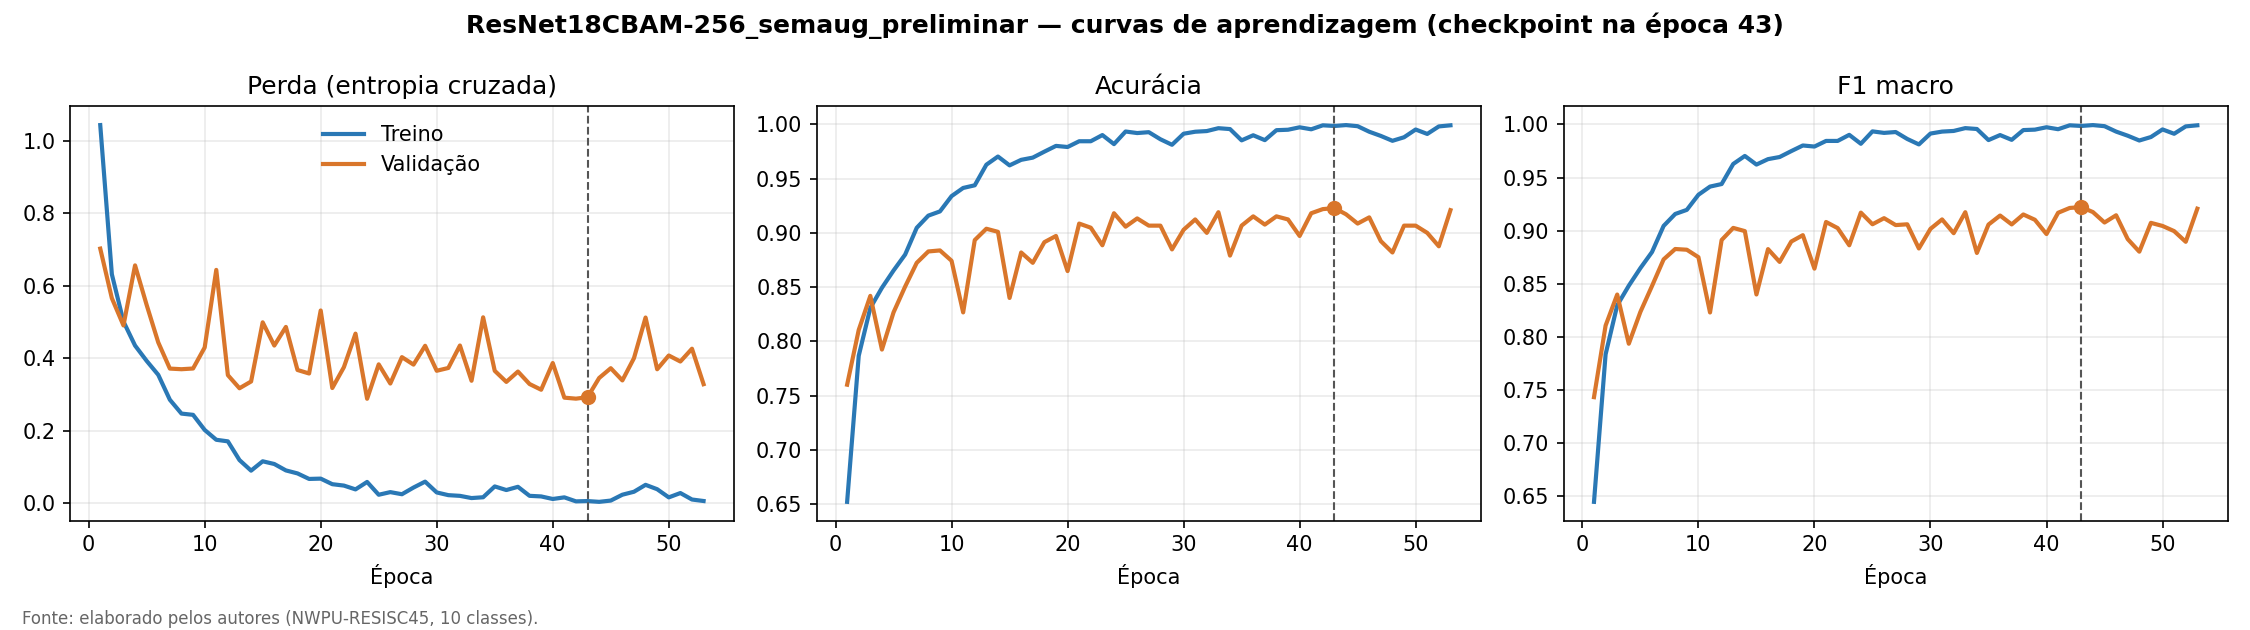 ResNet18CBAM-256_semaug_preliminar — curvas de aprendizagem (checkpoint na época 43)
Perda (entropia cruzada)
Treino
Validação
1.0
0.8
0.6
0.4
0.2
0.0
0 10 20 30 40 50
Época
Acurácia
1.00
0.95
0.90
0.85
0.80
0.75
0.70
0.65
0 10 20 30 40 50
Época
F1 macro
1.00
0.95
0.90
0.85
0.80
0.75
0.70
0.65
0 10 20 30 40 50
Época
Fonte: elaborado pelos autores (NWPU-RESISC45, 10 classes).